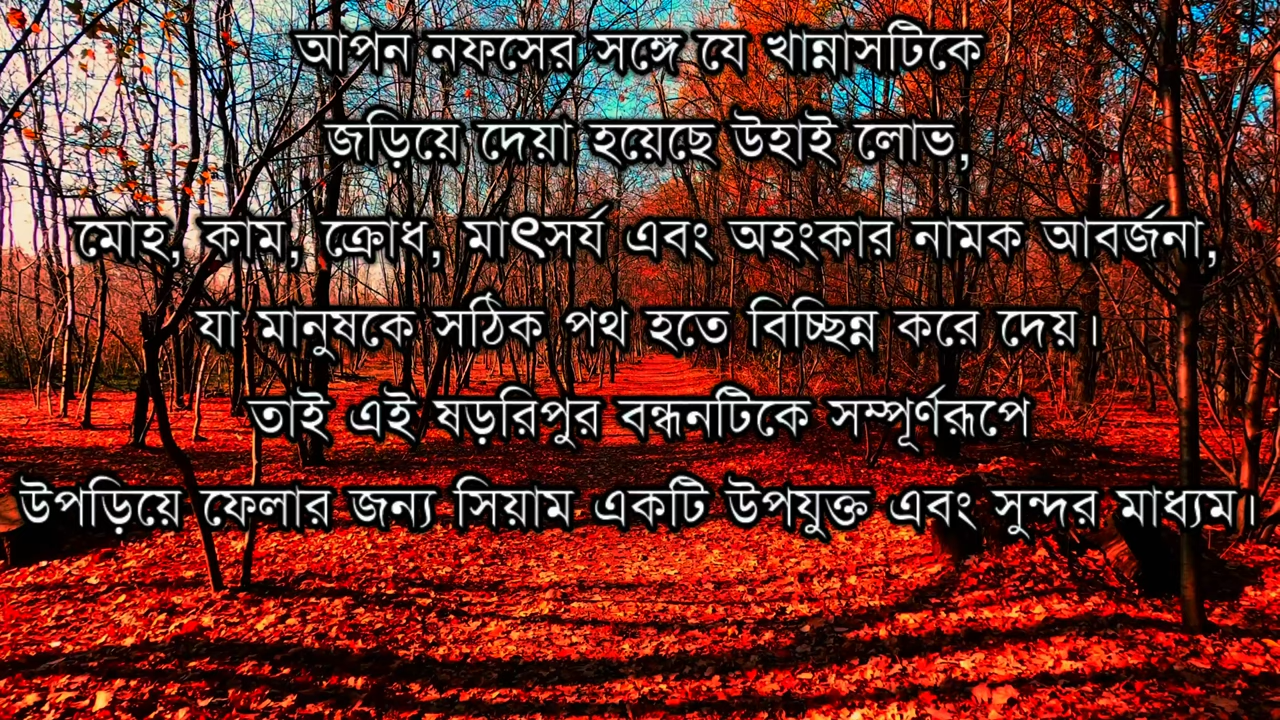 আপন নফসের সঙ্গে যে খান্নাসটিকে
জড়িয়ে দেয়া হয়েছে উহাই লোভ,
মোহ, কাম, ক্রোধ, মাৎসর্য এবং অহংকার নামক আবর্জনা,
যা মানুষকে সঠিক পথ হতে বিচ্ছিন্ন করে দেয়।
তাই এই ষড়রিপুর বন্ধনটিকে সম্পূর্ণরূপে
উপড়িয়ে ফেলার জন্য সিয়াম একটি উপযুক্ত এবং সুন্দর মাধ্যম।